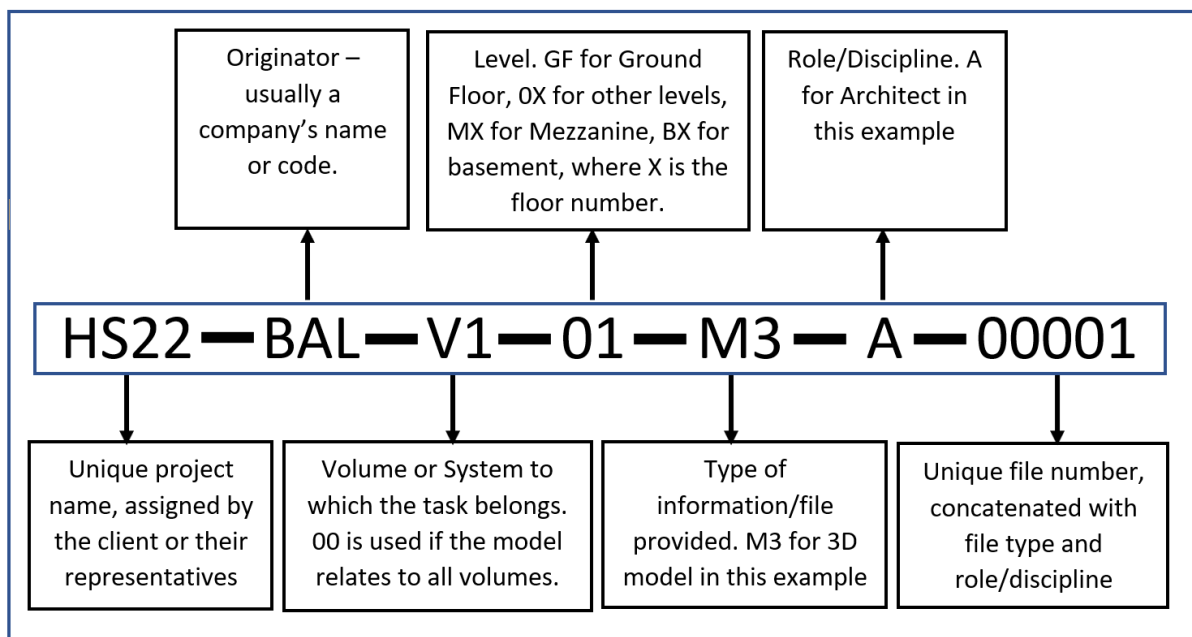 Originator –
usually a
company’s name
or code.
Level. GF for Ground
Floor, 0X for other levels,
MX for Mezzanine, BX for
basement, where X is the
floor number.
Role/Discipline. A
for Architect in
this example
HS22 – BAL – V1 – 01 – M3 – A – 00001
Unique project
name, assigned by
the client or their
representatives
Volume or System to
which the task belongs.
00 is used if the model
relates to all volumes.
Type of
information/file
provided. M3 for 3D
model in this example
Unique file number,
concatenated with
file type and
role/discipline